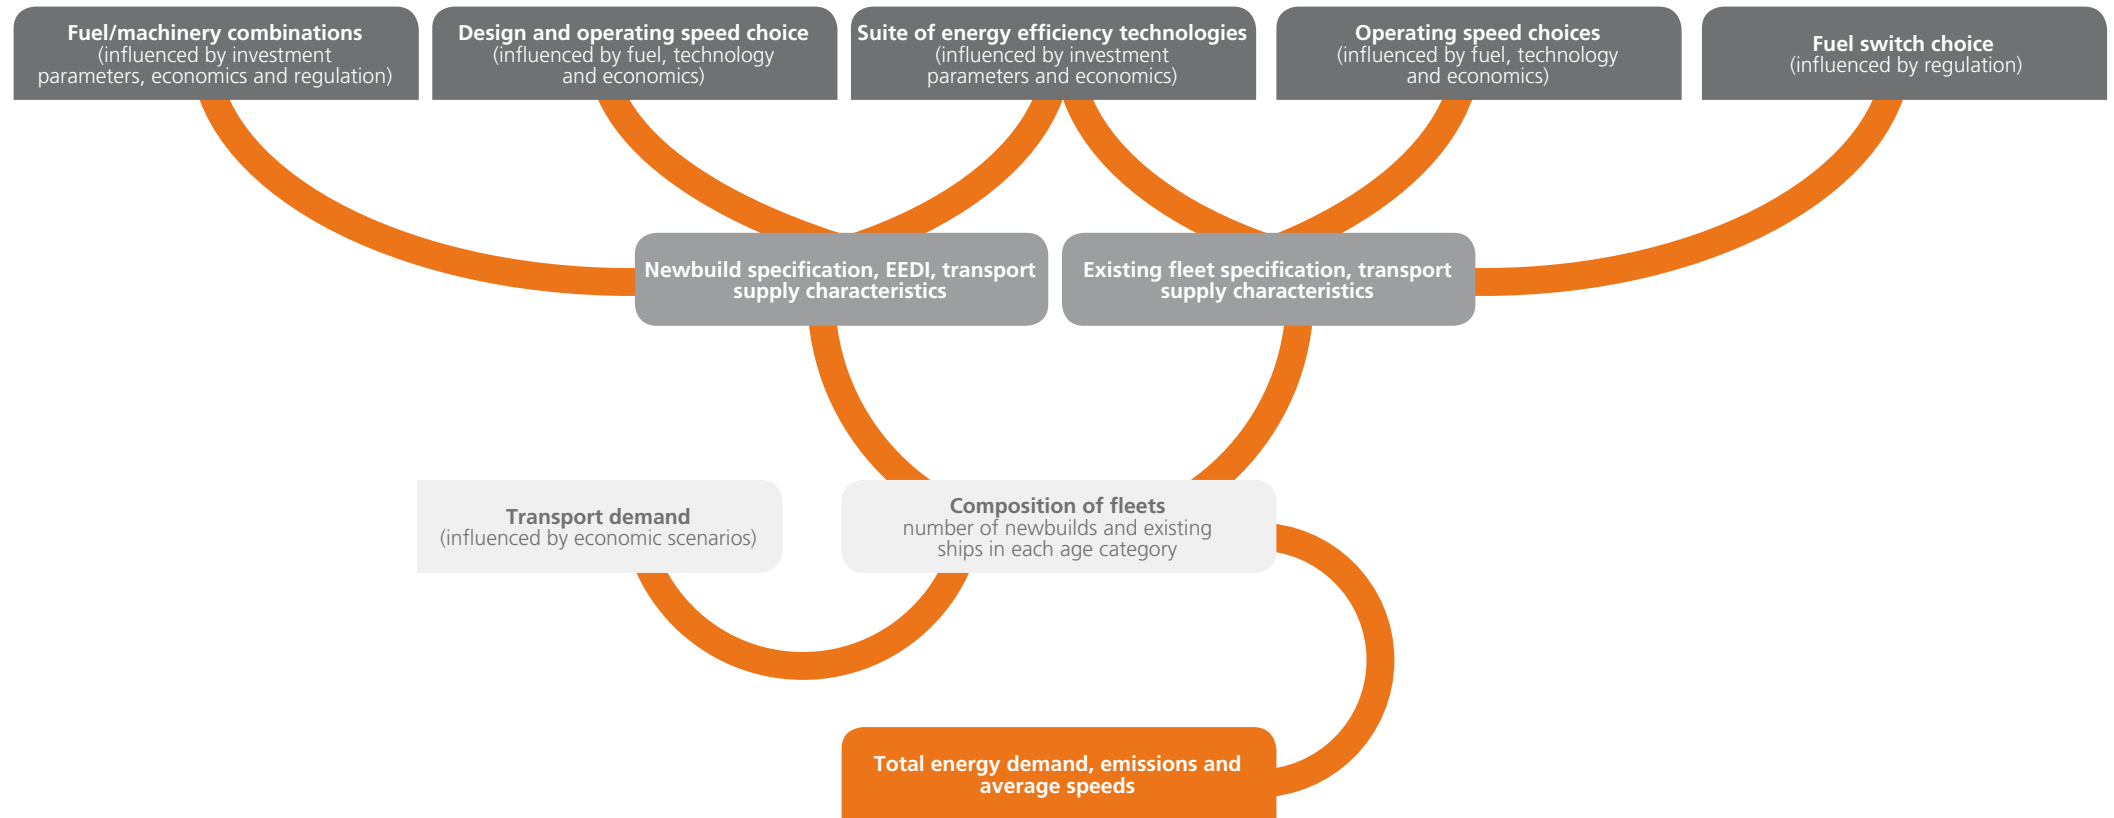 Fuel/machinery combinations
(influenced by investment
parameters, economics and regulation)
Design and operating speed choice
(influenced by fuel, technology
and economics)
Suite of energy efficiency technologies
(influenced by investment
parameters and economics)
Operating speed choices
(influenced by fuel, technology
and economics)
Fuel switch choice
(influenced by regulation)
Newbuild specification, EEDI, transport
supply characteristics
Existing fleet specification, transport
supply characteristics
Transport demand
(influenced by economic scenarios)
Composition of fleets
number of newbuilds and existing
ships in each age category
Total energy demand, emissions and
average speeds